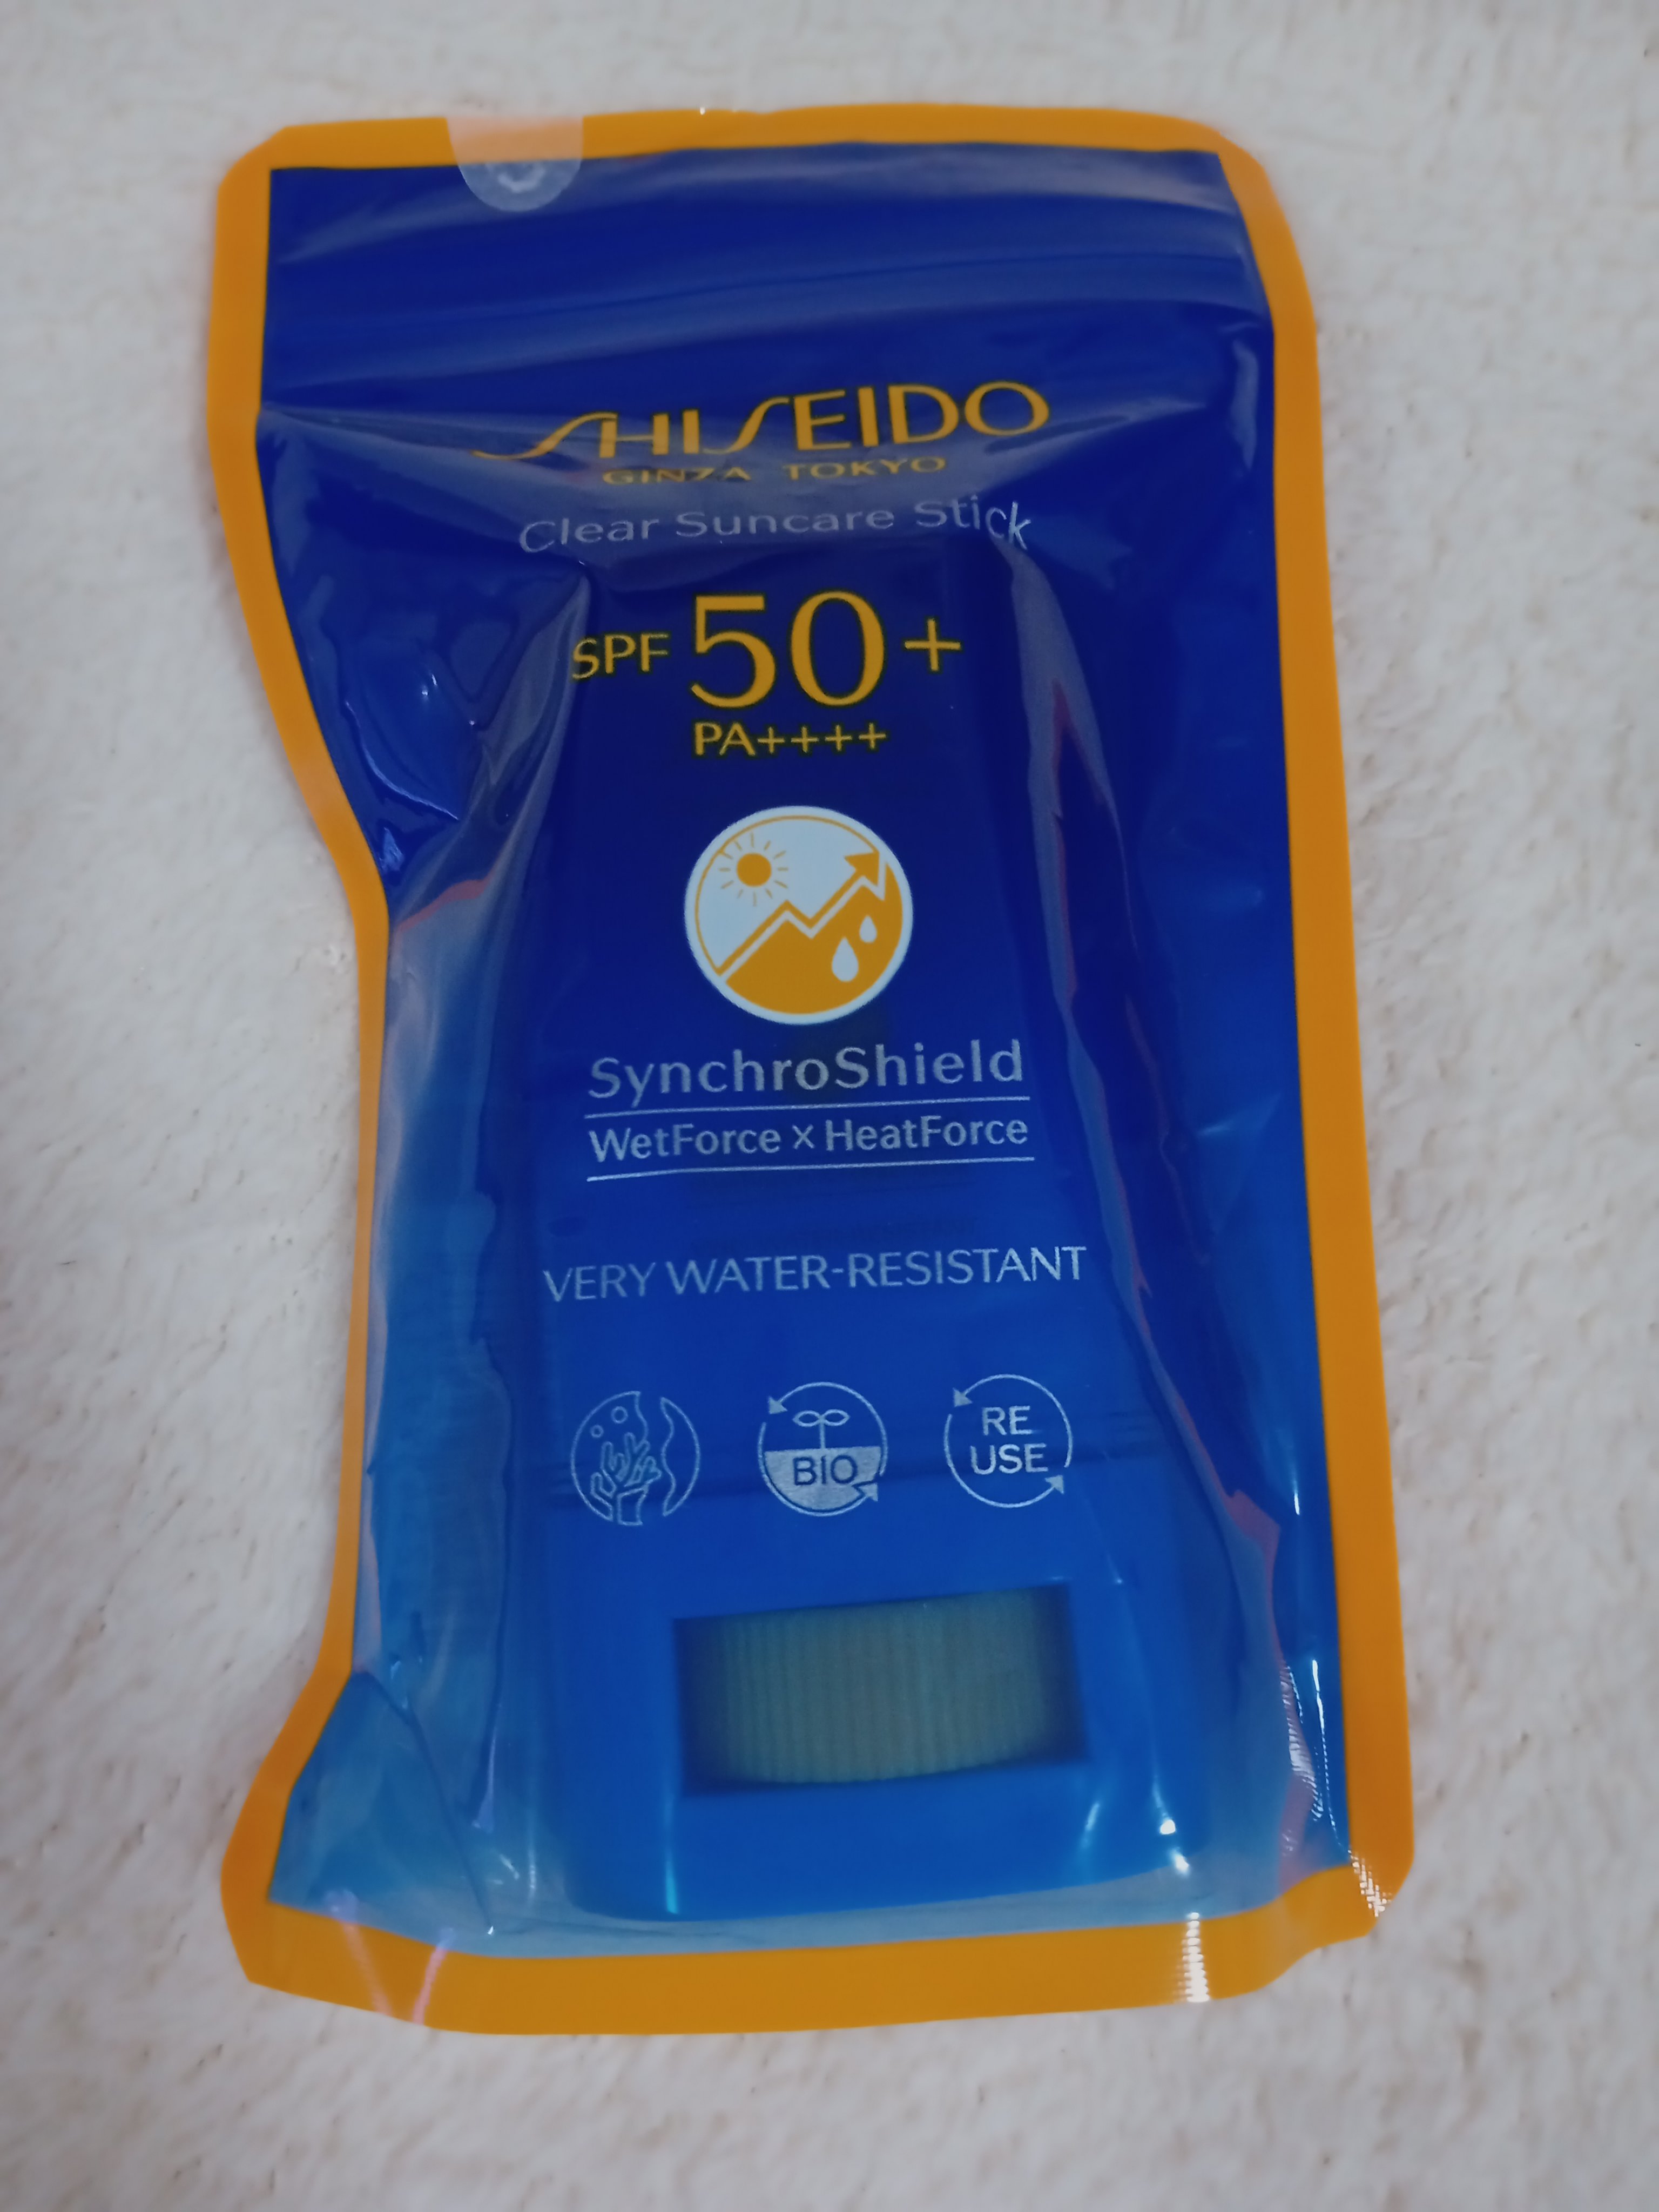 SHISEIDO
GINZA TOKYO
Clear Suncare Stick
SPF 50+
PA++++
SynchroShield
WetForce x HeatForce
VERY WATER-RESISTANT
BIO
RE
USE